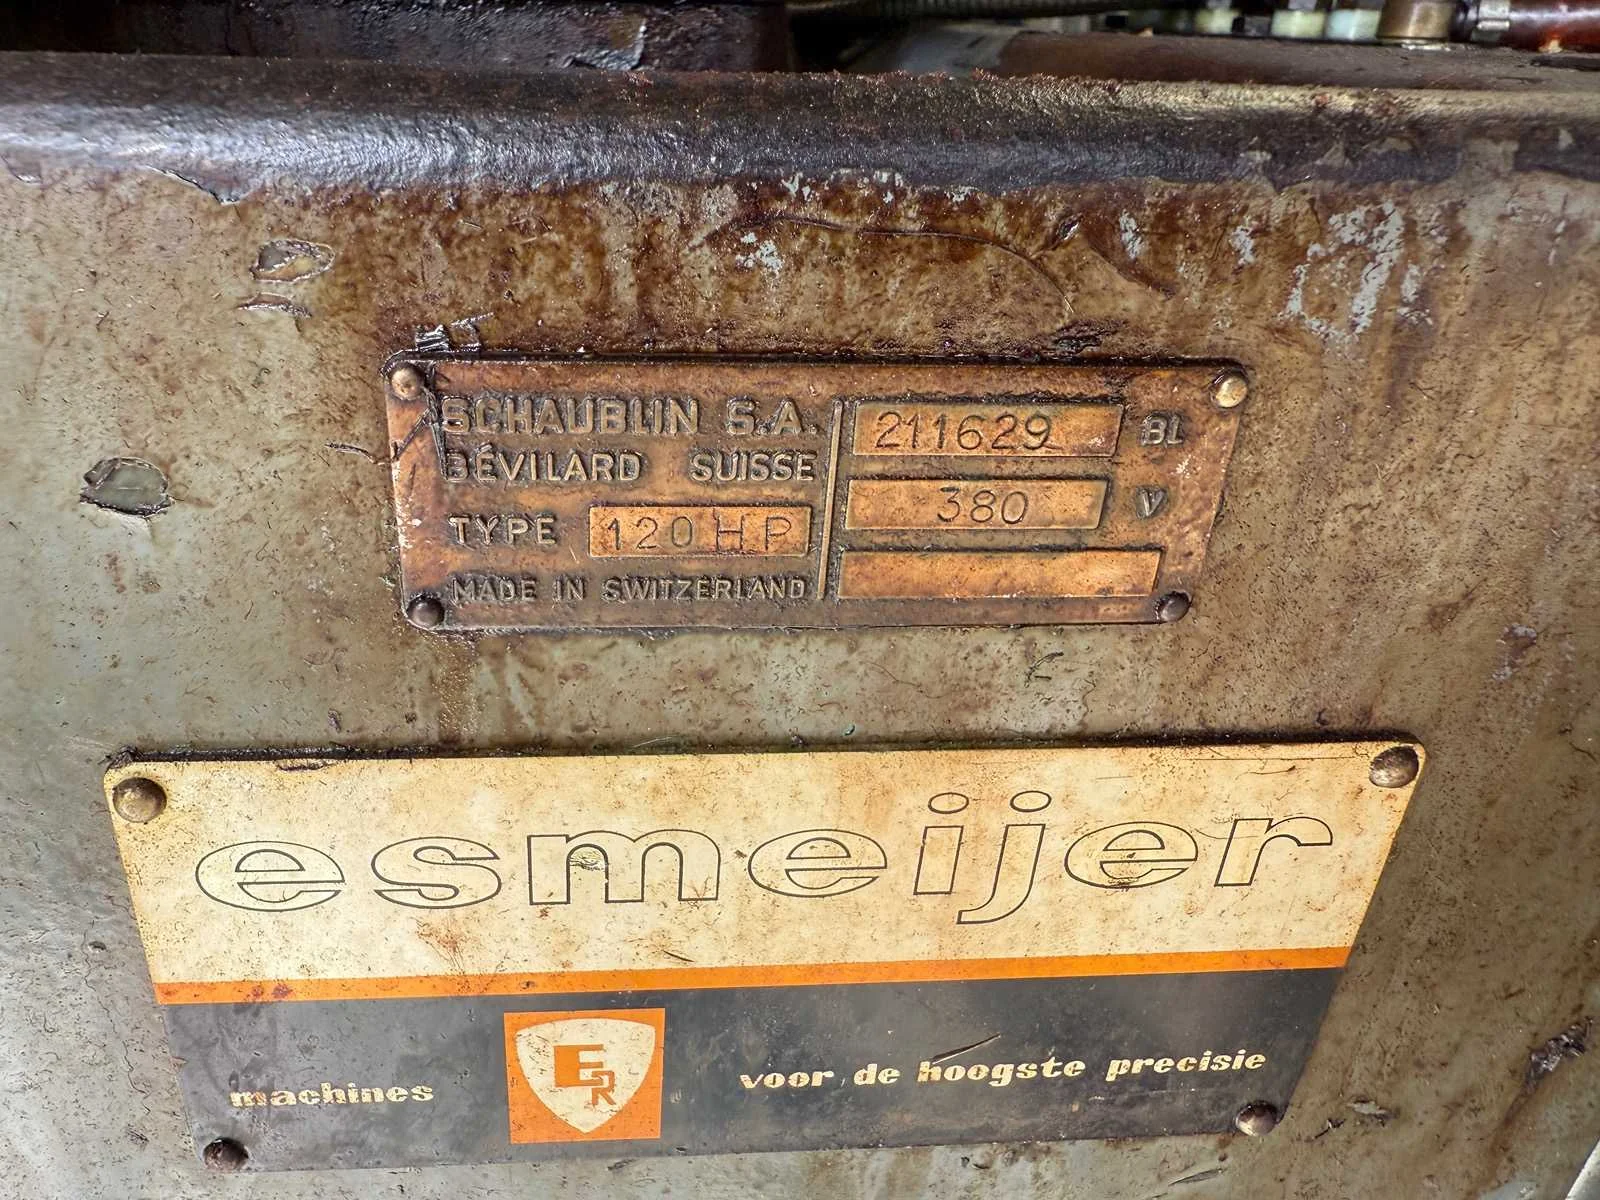 SCHAUBLIN S.A.
BÉVILARD SUISSE
TYPE 120 HP
MADE IN SWITZERLAND
211629 BL
380 V
esmeijer
machines
ER
voor de hoogste precisie